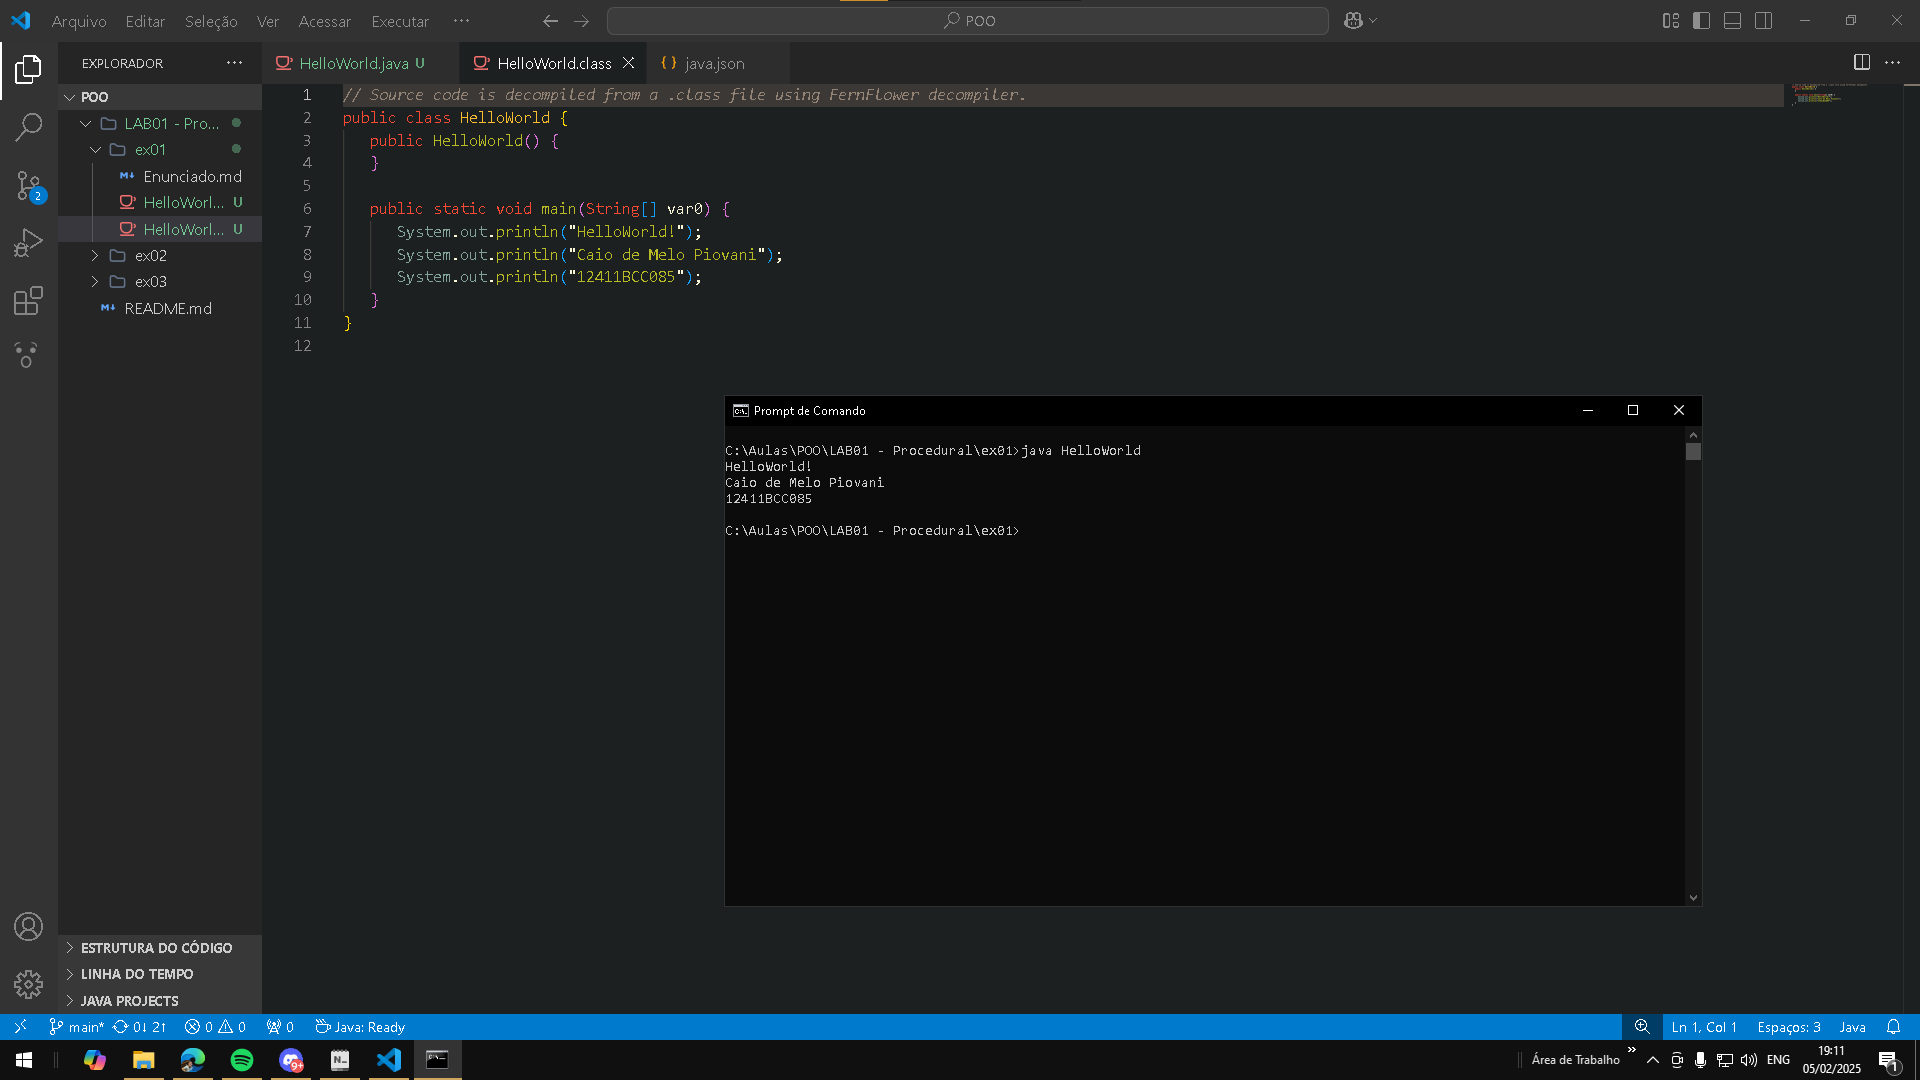 Arquivo Editar Seleção Ver Acessar Executar ··· POO
EXPLORADOR ···
HelloWorld.java U HelloWorld.class java.json
POO
LAB01 - Pro...
ex01
Enunciado.md
HelloWorl... U
HelloWorl... U
ex02
ex03
README.md
ESTRUTURA DO CÓDIGO
LINHA DO TEMPO
JAVA PROJECTS
2
1 // Source code is decompiled from a .class file using FernFlower decompiler.
2 public class HelloWorld {
3 public HelloWorld() {
4 }
5
6 public static void main(String[] var0) {
7 System.out.println("HelloWorld!");
8 System.out.println("Caio de Melo Piovani");
9 System.out.println("12411BCC085");
10 }
11 }
12
Prompt de Comando
C:\Aulas\POO\LAB01 - Procedural\ex01>java HelloWorld
HelloWorld!
Caio de Melo Piovani
12411BCC085
C:\Aulas\POO\LAB01 - Procedural\ex01>
main* 0↓ 2↑ 0 0 0 Java: Ready Ln 1, Col 1 Espaços: 3 Java
9+ Área de Trabalho » ENG 19:11
05/02/2025 1